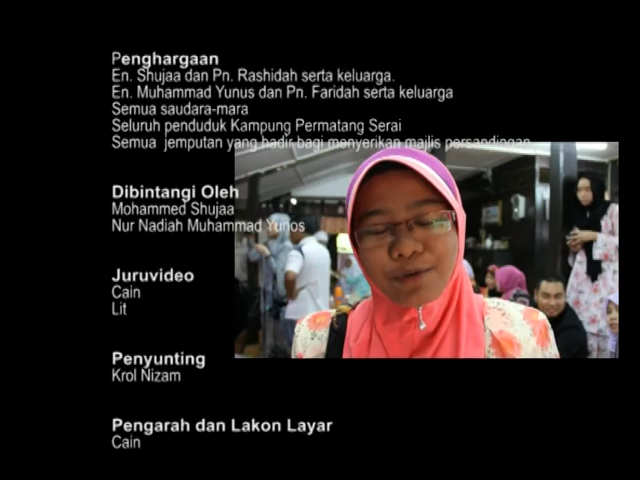 Penghargaan
En. Shujaa dan Pn. Rashidah serta keluarga.
En. Muhammad Yunus dan Pn. Faridah serta keluarga
Semua saudara-mara
Seluruh penduduk Kampung Permatang Serai
Semua jemputan yang hadir bagi menyerikan majlis persandingan
Dibintangi Oleh
Mohammed Shujaa
Nur Nadiah Muhammad Yunos
Juruvideo
Cain
Lit
Penyunting
Krol Nizam
Pengarah dan Lakon Layar
Cain